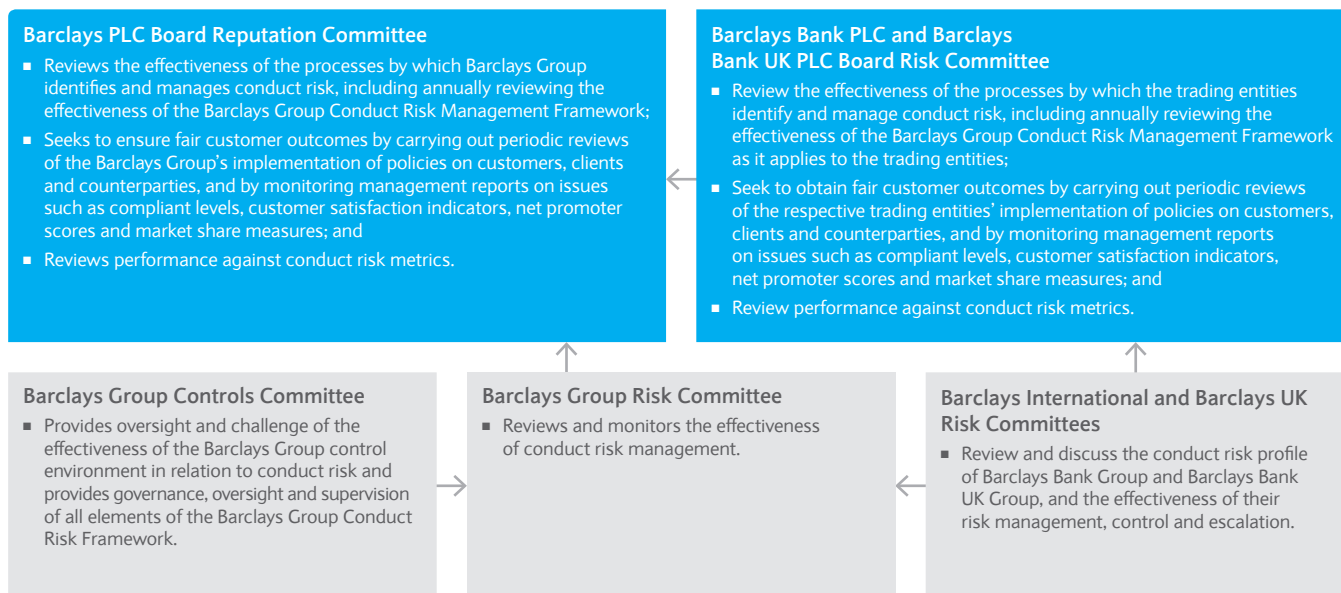 Barclays PLC Board Reputation Committee
■ Reviews the effectiveness of the processes by which Barclays Group
identifies and manages conduct risk, including annually reviewing the
effectiveness of the Barclays Group Conduct Risk Management Framework;
■ Seeks to ensure fair customer outcomes by carrying out periodic reviews
of the Barclays Group's implementation of policies on customers, clients
and counterparties, and by monitoring management reports on issues
such as compliant levels, customer satisfaction indicators, net promoter
scores and market share measures; and
■ Reviews performance against conduct risk metrics.
Barclays Bank PLC and Barclays
Bank UK PLC Board Risk Committee
■ Review the effectiveness of the processes by which the trading entities
identify and manage conduct risk, including annually reviewing the
effectiveness of the Barclays Group Conduct Risk Management Framework
as it applies to the trading entities;
■ Seek to obtain fair customer outcomes by carrying out periodic reviews
of the respective trading entities' implementation of policies on customers,
clients and counterparties, and by monitoring management reports
on issues such as compliant levels, customer satisfaction indicators,
net promoter scores and market share measures; and
■ Review performance against conduct risk metrics.
Barclays Group Controls Committee
■ Provides oversight and challenge of the
effectiveness of the Barclays Group control
environment in relation to conduct risk and
provides governance, oversight and supervision
of all elements of the Barclays Group Conduct
Risk Framework.
Barclays Group Risk Committee
■ Reviews and monitors the effectiveness
of conduct risk management.
Barclays International and Barclays UK
Risk Committees
■ Review and discuss the conduct risk profile
of Barclays Bank Group and Barclays Bank
UK Group, and the effectiveness of their
risk management, control and escalation.